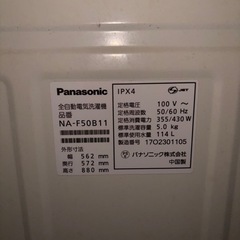 Panasonic
全自動電気洗濯機
品番
NA-F50B11
外形寸法
幅 562 mm
奥行 572 mm
高さ 880 mm
IPX4
JET
定格電圧 100 V～
定格周波数 50/60 Hz
定格消費電力 355/430 W
標準洗濯容量 5.0 kg
標準使用水量 114 L
製造番号 1702301105
パナソニック株式会社
中国製